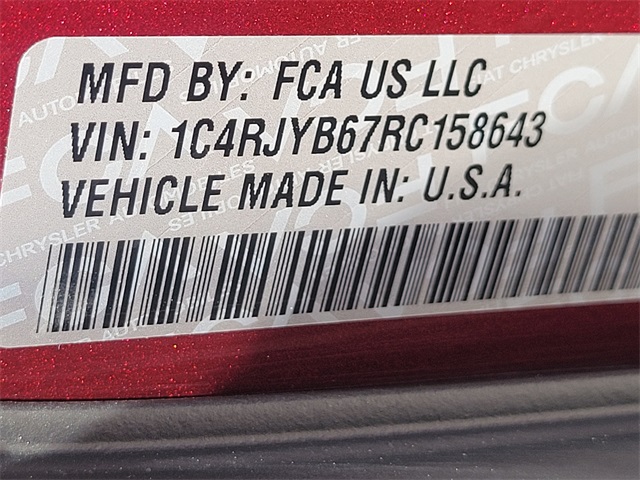 MFD BY: FCA US LLC
VIN: 1C4RJYB67RC158643
VEHICLE MADE IN: U.S.A.